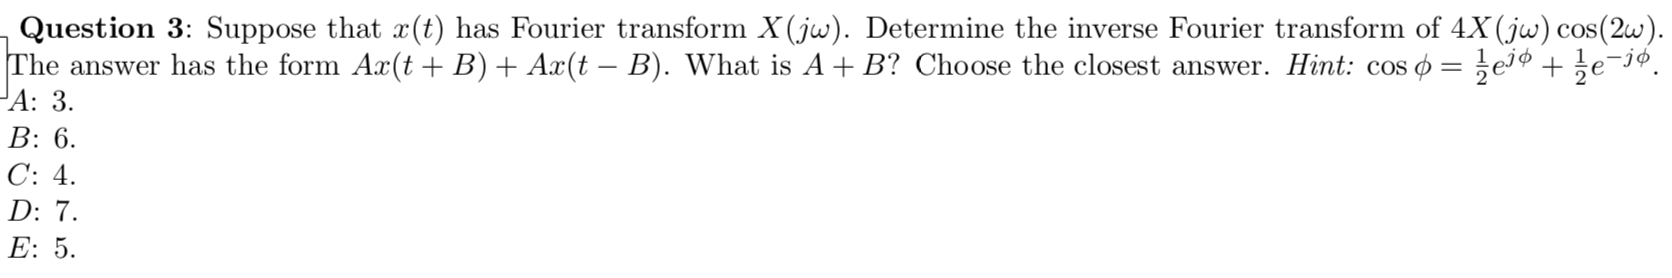 Question 3: Suppose that x(t) has Fourier transform X(jω). Determine the inverse Fourier transform of 4X(jω) cos(2ω).
The answer has the form Ax(t + B) + Ax(t − B). What is A + B? Choose the closest answer. Hint: cos ϕ = ½e^{jϕ} + ½e^{−jϕ}.
A: 3.
B: 6.
C: 4.
D: 7.
E: 5.